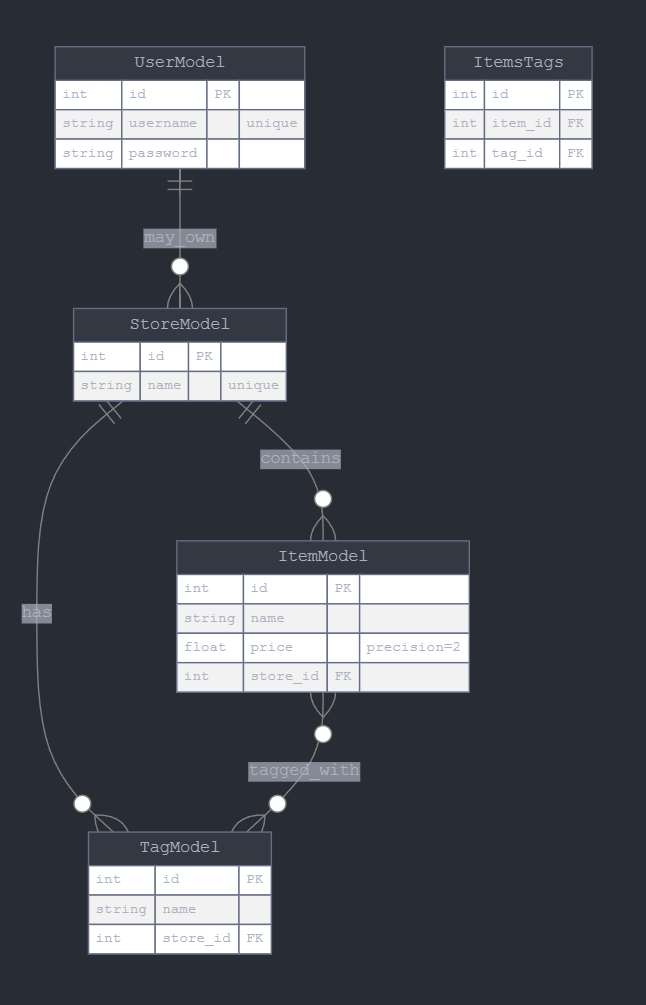 UserModel
int id PK
string username unique
string password
ItemsTags
int id PK
int item_id FK
int tag_id FK
may_own
StoreModel
int id PK
string name unique
contains
ItemModel
int id PK
string name
float price precision=2
int store_id FK
has
tagged_with
TagModel
int id PK
string name
int store_id FK